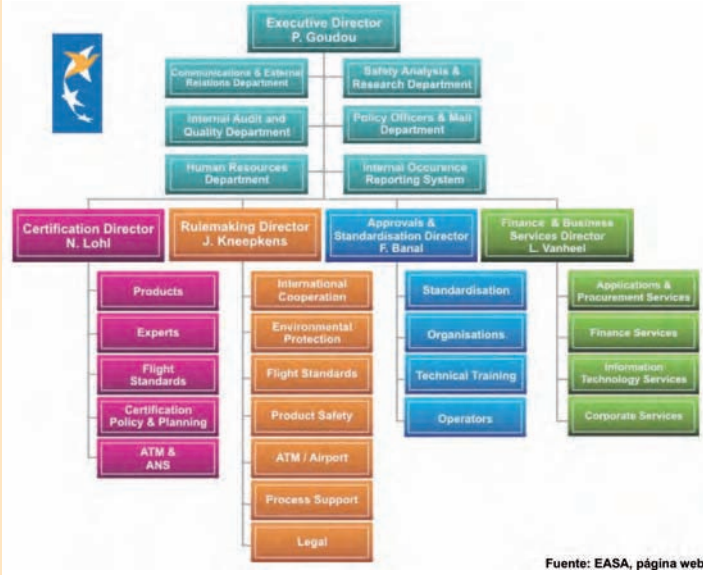 Executive Director
P. Goudou
Communications & External
Relations Department
Safety Analysis &
Research Department
Internal Audit and
Quality Department
Policy Officers & Mail
Department
Human Resources
Department
Internal Occurence
Reporting System
Certification Director
N. Lohl
Rulemaking Director
J. Kneepkens
Approvals &
Standardisation Director
F. Banal
Finance & Business
Services Director
L. Vanheel
Products
Experts
Flight
Standards
Certification
Policy & Planning
ATM &
ANS
International
Cooperation
Environmental
Protection
Flight Standards
Product Safety
ATM / Airport
Process Support
Legal
Standardisation
Organisations
Technical Training
Operators
Applications &
Procurement Services
Finance Services
Information
Technology Services
Corporate Services
Fuente: EASA, página web